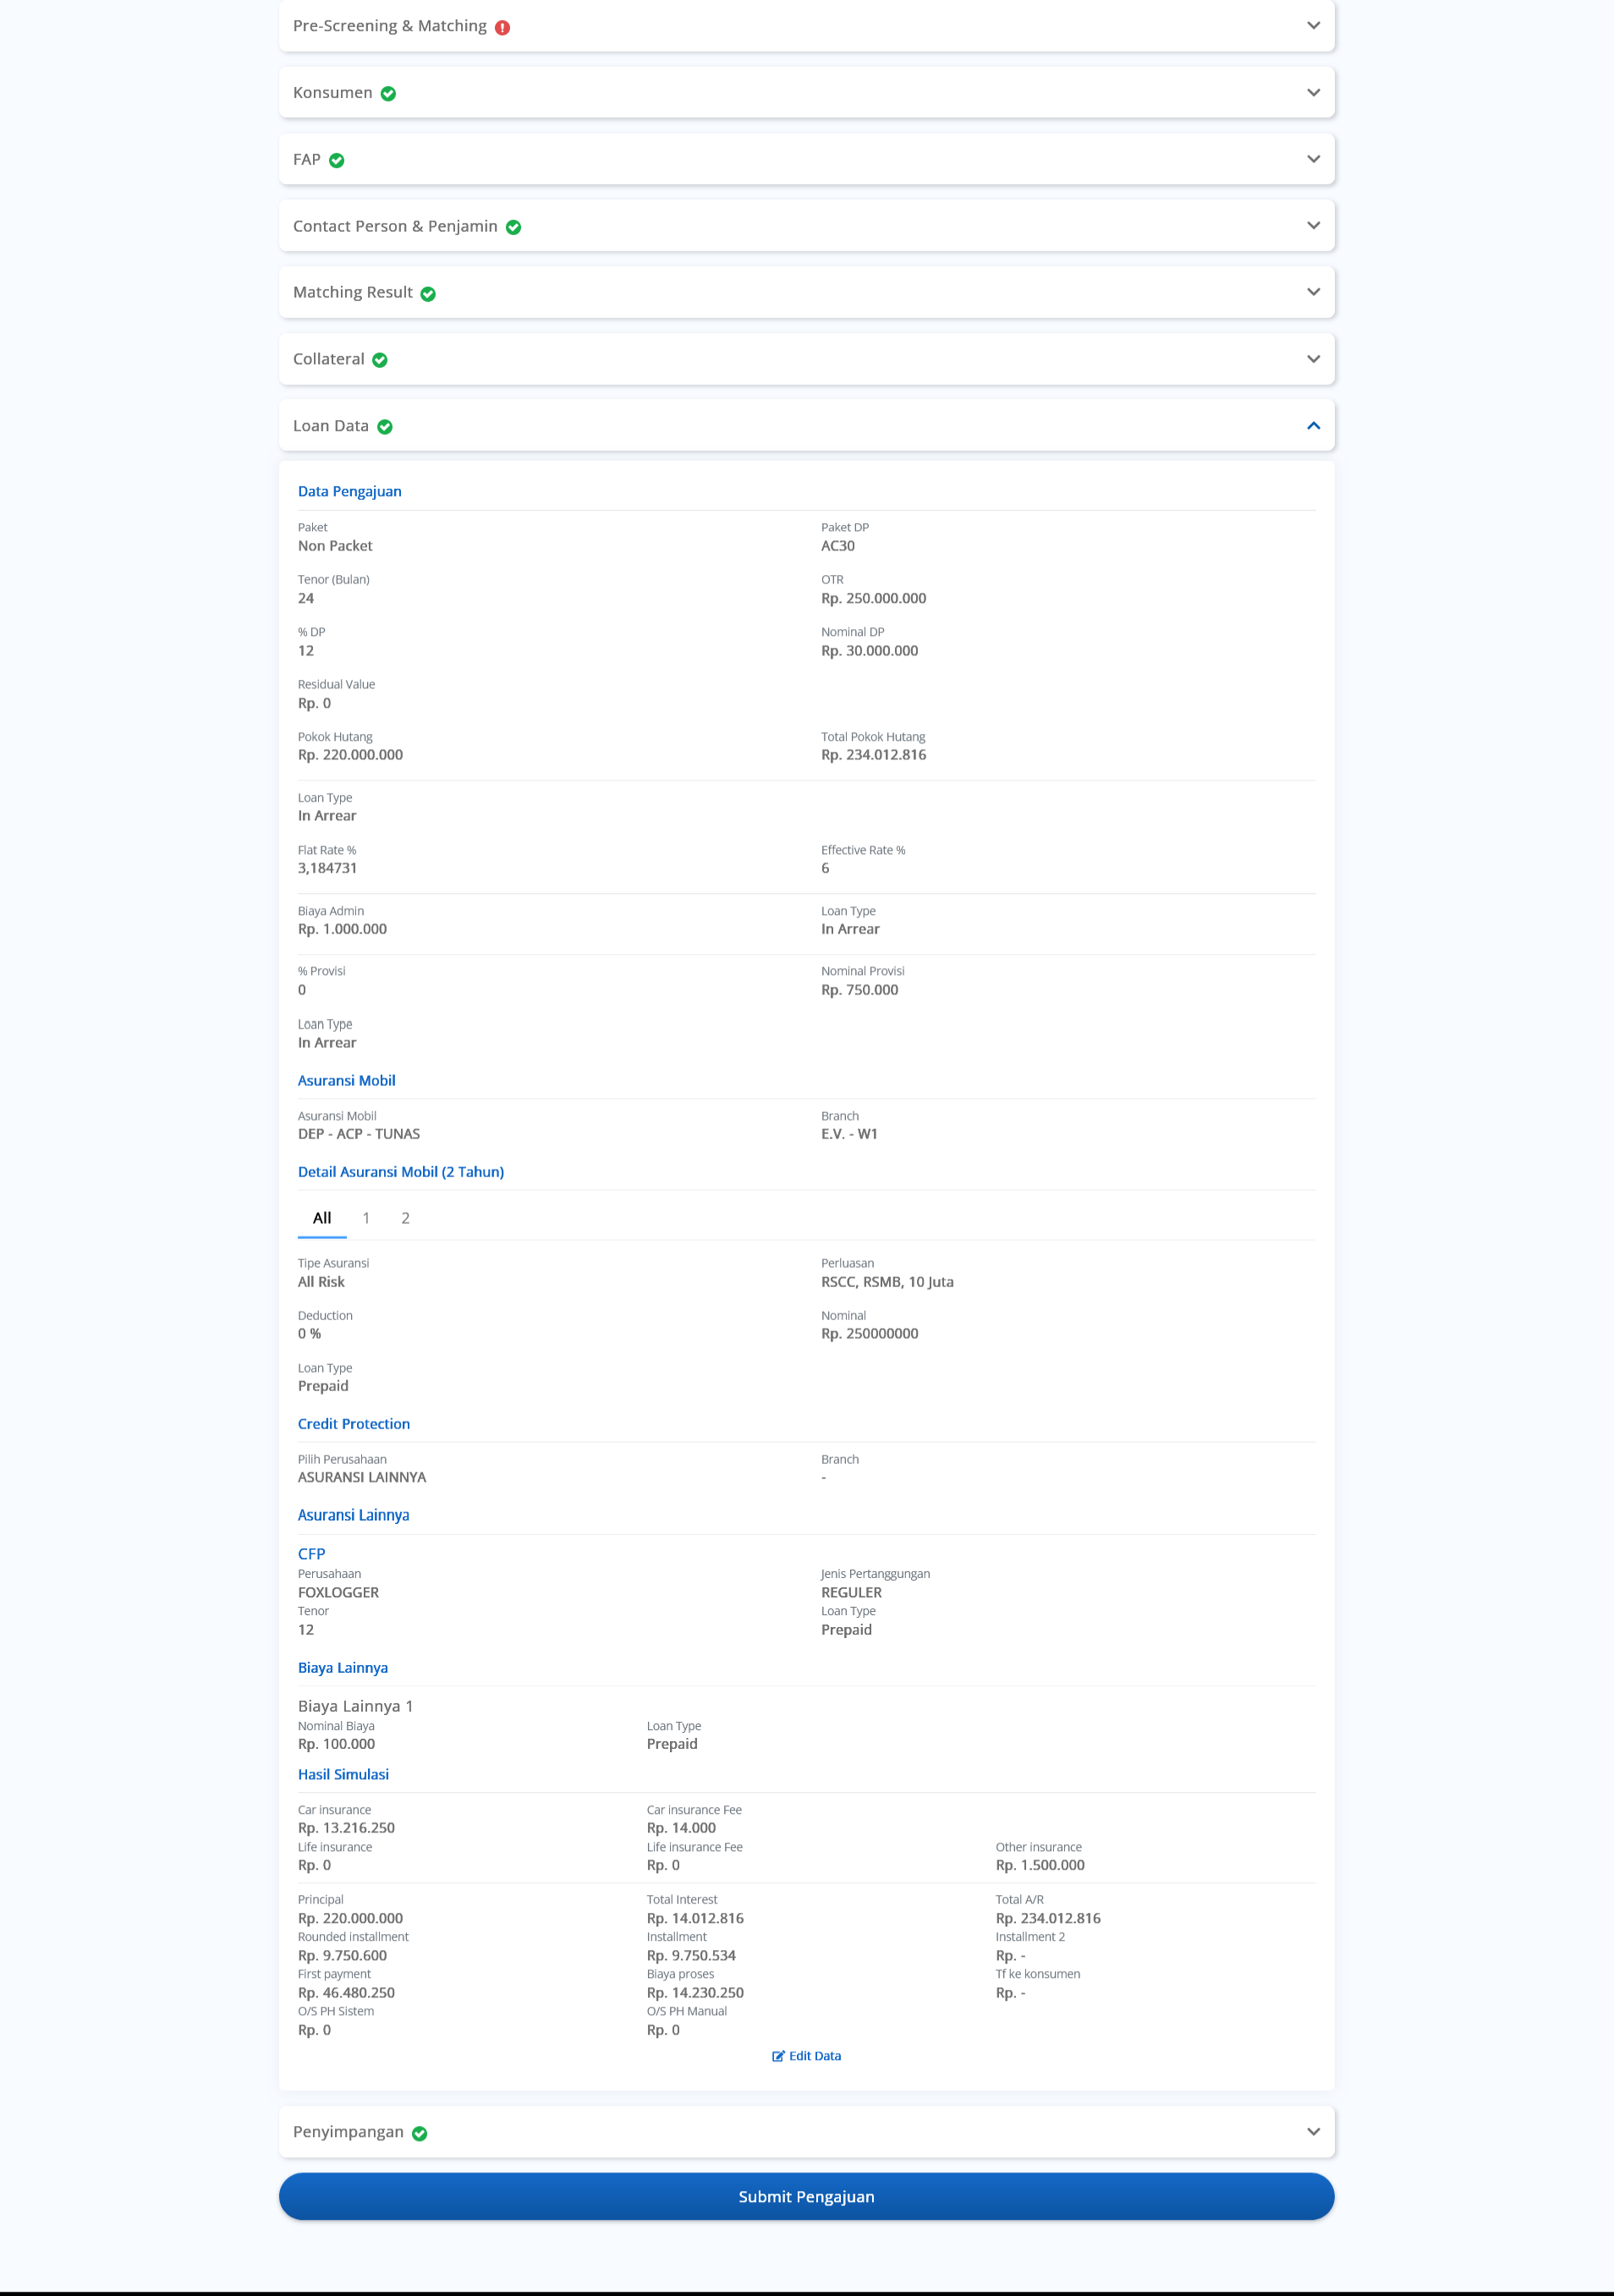 Pre-Screening & Matching
Konsumen
FAP
Contact Person & Penjamin
Matching Result
Collateral
Loan Data
Data Pengajuan
Paket Paket DP
Non Packet AC30
Tenor (Bulan) OTR
24 Rp. 250.000.000
% DP Nominal DP
12 Rp. 30.000.000
Residual Value
Rp. 0
Pokok Hutang Total Pokok Hutang
Rp. 220.000.000 Rp. 234.012.816
Loan Type
In Arrear
Flat Rate % Effective Rate %
3,184731 6
Biaya Admin Loan Type
Rp. 1.000.000 In Arrear
% Provisi Nominal Provisi
0 Rp. 750.000
Loan Type
In Arrear
Asuransi Mobil
Asuransi Mobil Branch
DEP - ACP - TUNAS E.V. - W1
Detail Asuransi Mobil (2 Tahun)
All 1 2
Tipe Asuransi Perluasan
All Risk RSCC, RSMB, 10 Juta
Deduction Nominal
0 % Rp. 250000000
Loan Type
Prepaid
Credit Protection
Pilih Perusahaan Branch
ASURANSI LAINNYA -
Asuransi Lainnya
CFP
Perusahaan Jenis Pertanggungan
FOXLOGGER REGULER
Tenor Loan Type
12 Prepaid
Biaya Lainnya
Biaya Lainnya 1
Nominal Biaya Loan Type
Rp. 100.000 Prepaid
Hasil Simulasi
Car insurance Car insurance Fee
Rp. 13.216.250 Rp. 14.000
Life insurance Life insurance Fee Other insurance
Rp. 0 Rp. 0 Rp. 1.500.000
Principal Total Interest Total A/R
Rp. 220.000.000 Rp. 14.012.816 Rp. 234.012.816
Rounded installment Installment Installment 2
Rp. 9.750.600 Rp. 9.750.534 Rp. -
First payment Biaya proses Tf ke konsumen
Rp. 46.480.250 Rp. 14.230.250 Rp. -
O/S PH Sistem O/S PH Manual
Rp. 0 Rp. 0
Edit Data
Penyimpangan
Submit Pengajuan